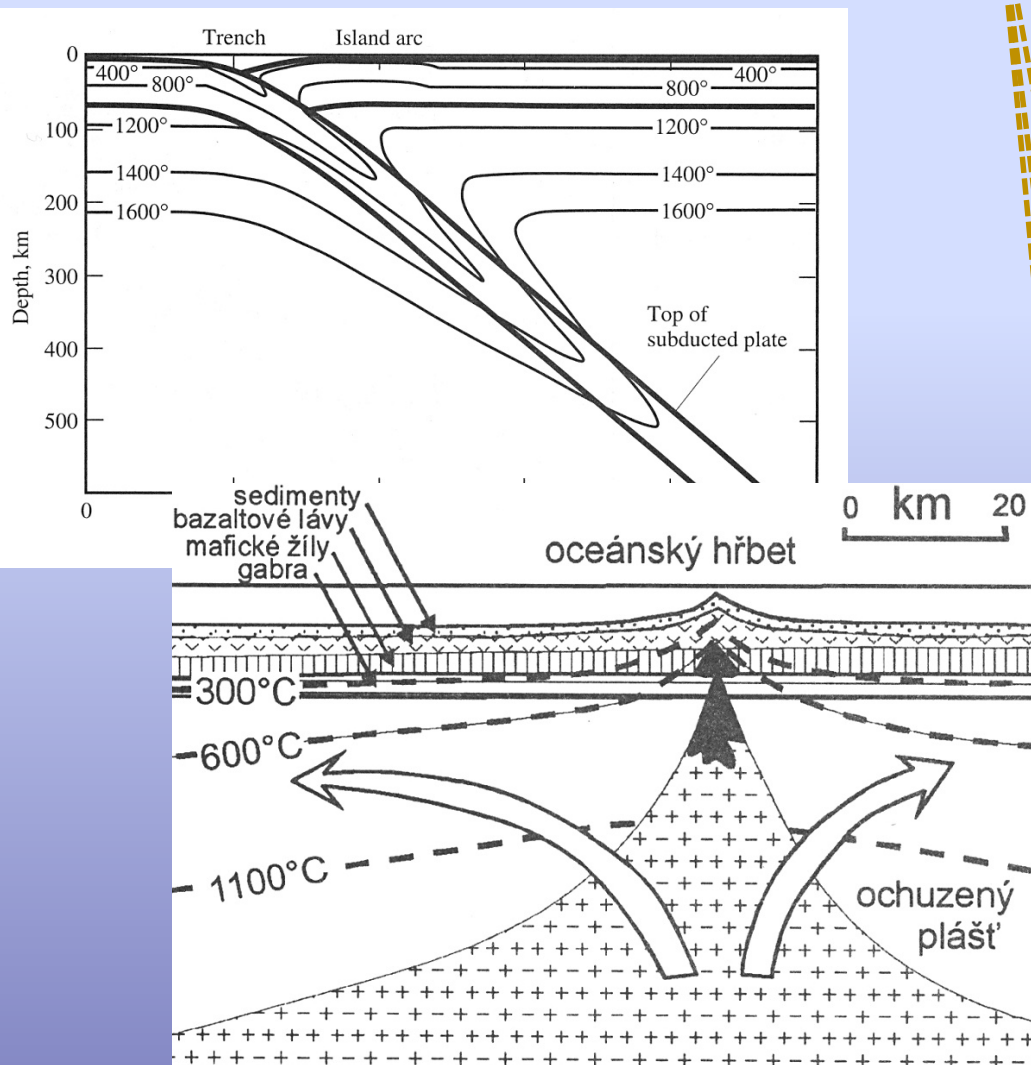 Trench Island arc
0
400° 400°
800° 800°
100
1200° 1200°
1400° 1400°
200
1600° 1600°
Depth, km
300
Top of
subducted plate
400
500
0
sedimenty
bazaltové lávy
mafické žíly
gabra
0 km 20
oceánský hřbet
300°C
600°C
1100°C
ochuzený
plášť